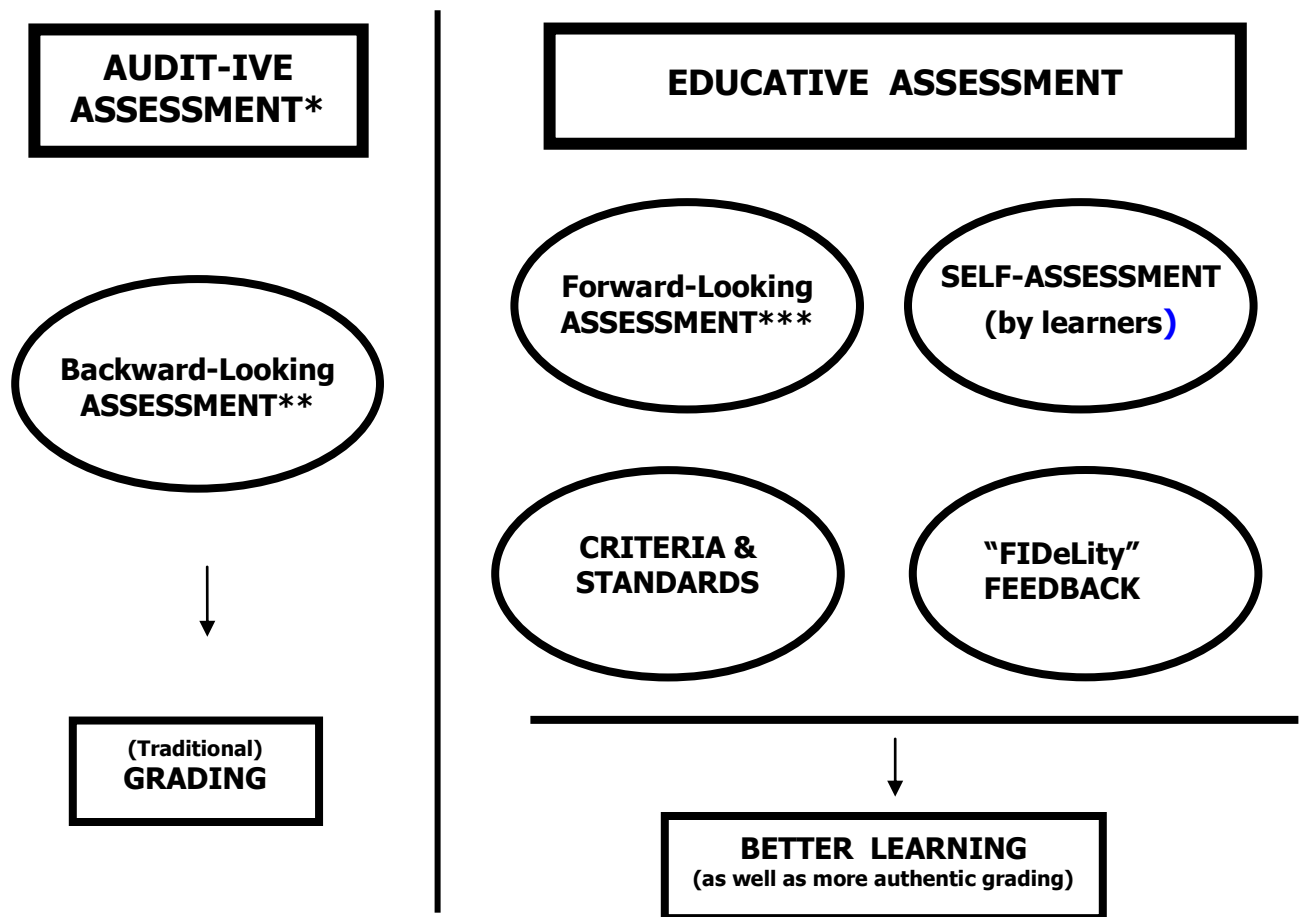 AUDIT-IVE
ASSESSMENT*
Backward-Looking
ASSESSMENT**
(Traditional)
GRADING
EDUCATIVE ASSESSMENT
Forward-Looking
ASSESSMENT***
SELF-ASSESSMENT
(by learners)
CRITERIA &
STANDARDS
“FIDeLity”
FEEDBACK
BETTER LEARNING
(as well as more authentic grading)